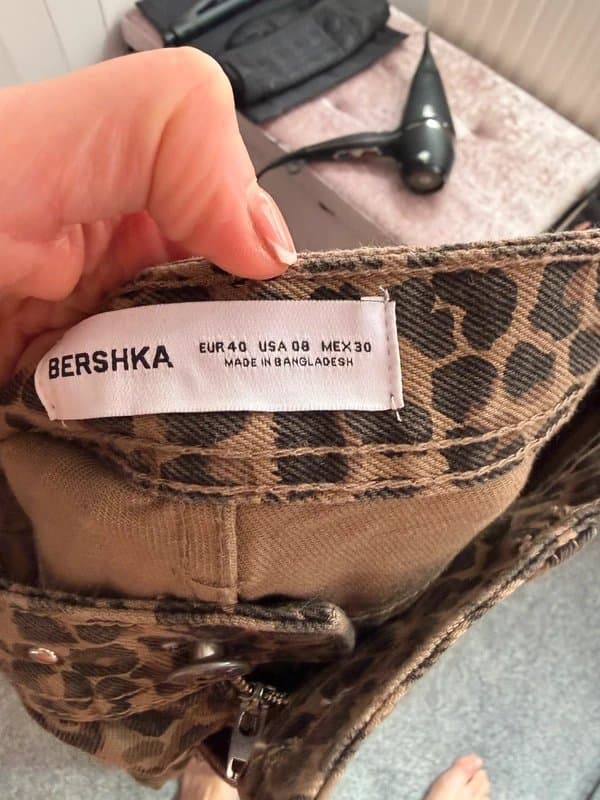 BERSHKA
EUR 40 USA 08 MEX 30
MADE IN BANGLADESH